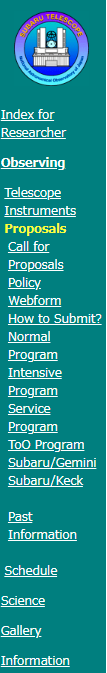 SUBARU TELESCOPE
National Astronomical Observatory of Japan
Index for
Researcher
Observing
Telescope
Instruments
Proposals
Call for
Proposals
Policy
Webform
How to Submit?
Normal
Program
Intensive
Program
Service
Program
ToO Program
Subaru/Gemini
Subaru/Keck
Past
Information
Schedule
Science
Gallery
Information